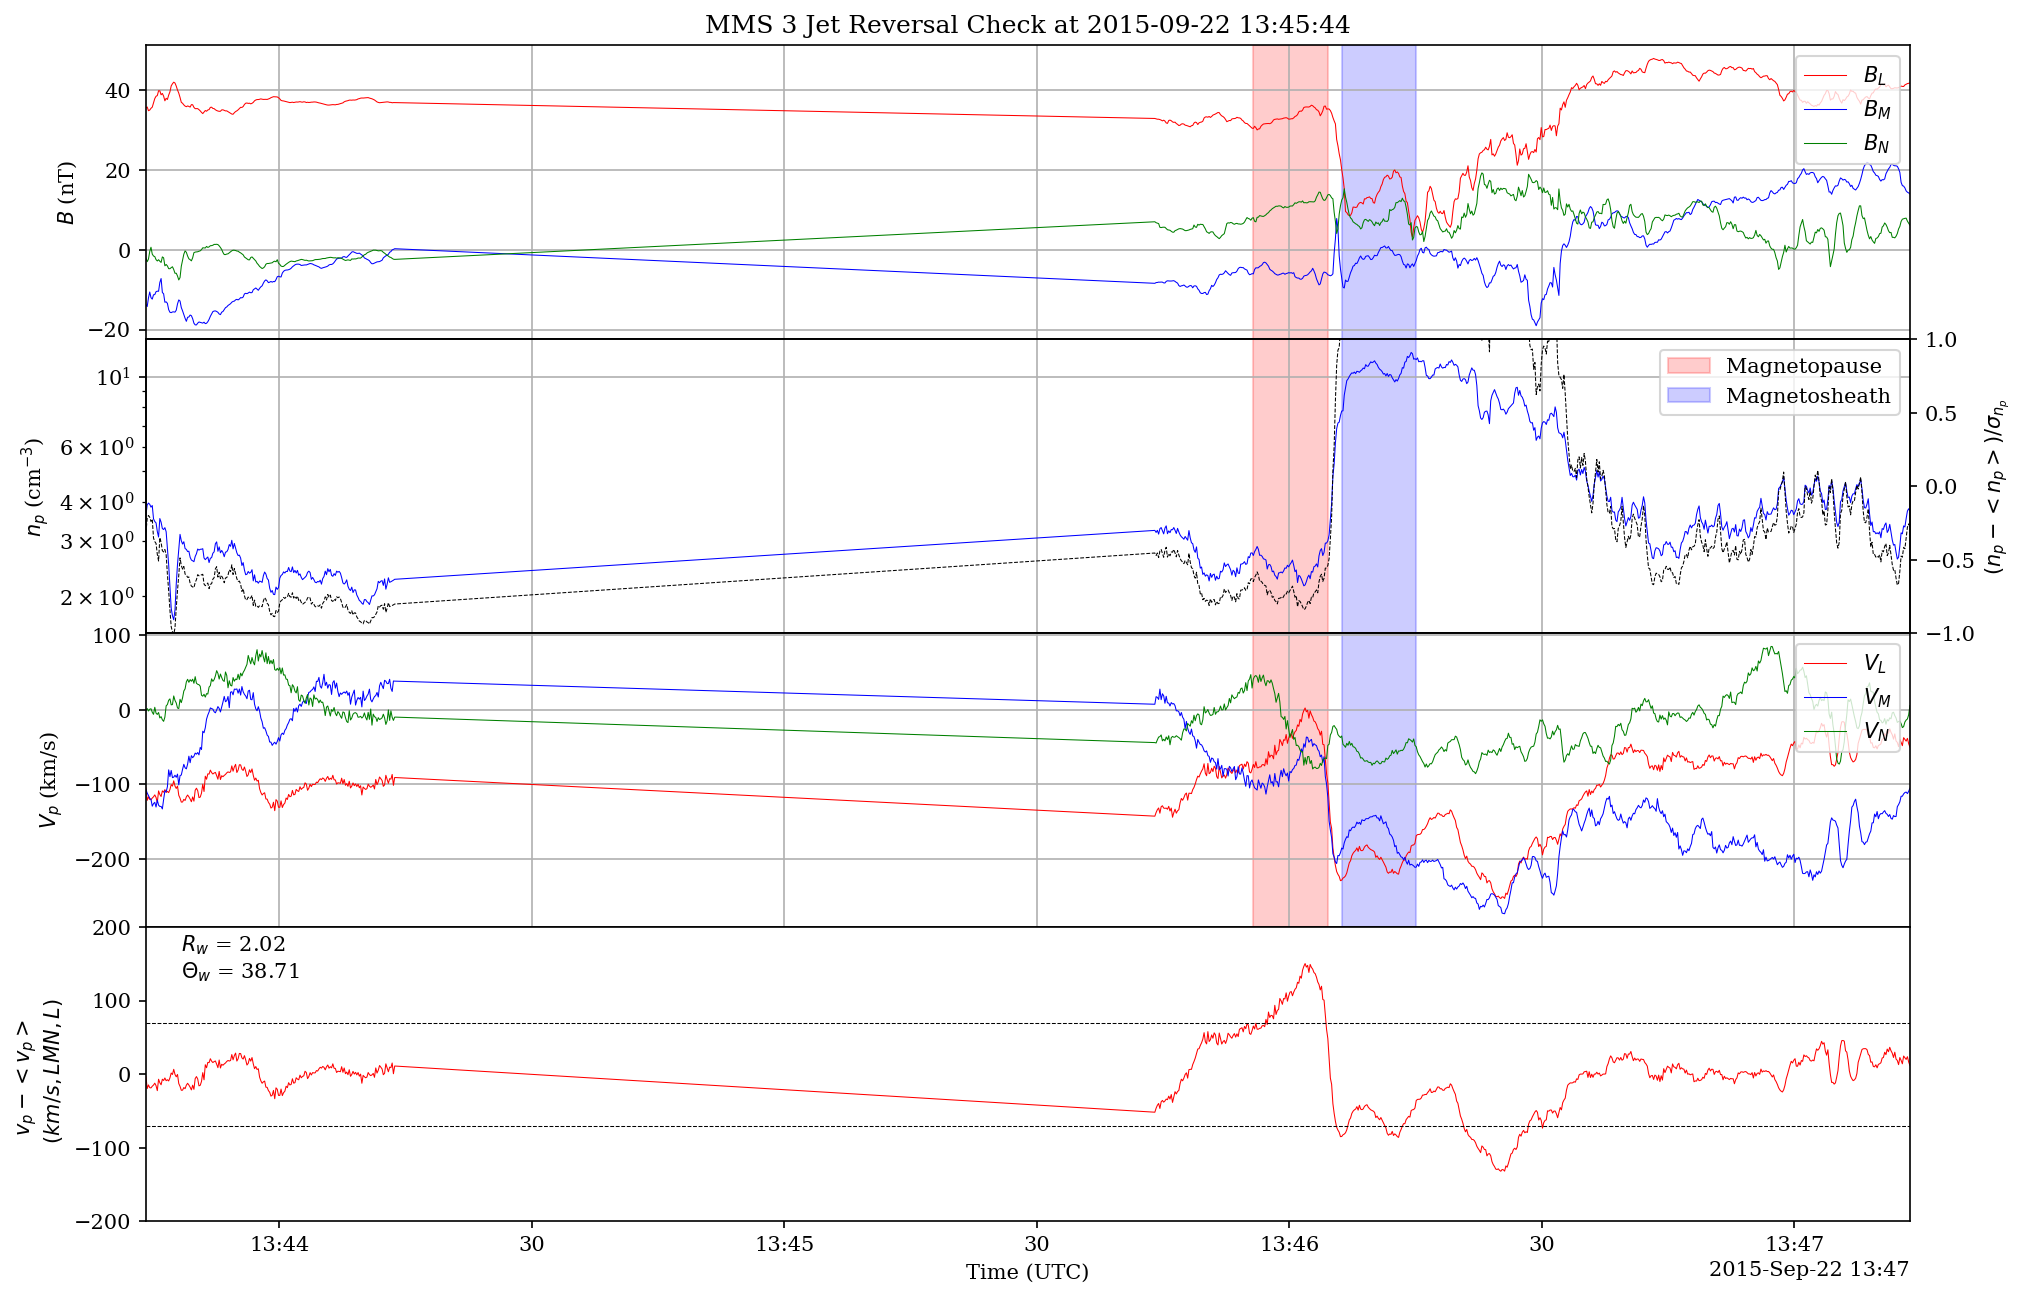 MMS 3 Jet Reversal Check at 2015-09-22 13:45:44
B (nT)
40
20
0
−20
B_L
B_M
B_N
n_p (cm^{−3})
10^1
6 × 10^0
4 × 10^0
3 × 10^0
2 × 10^0
Magnetopause
Magnetosheath
1.0
0.5
0.0
−0.5
−1.0
(n_p − < n_p >)/σ_{n_p}
V_p (km/s)
100
0
−100
−200
V_L
V_M
V_N
v_p − < v_p >
(km/s, LMN, L)
200
100
0
−100
−200
R_w = 2.02
Θ_w = 38.71
13:44
30
13:45
30
13:46
30
13:47
Time (UTC)
2015-Sep-22 13:47